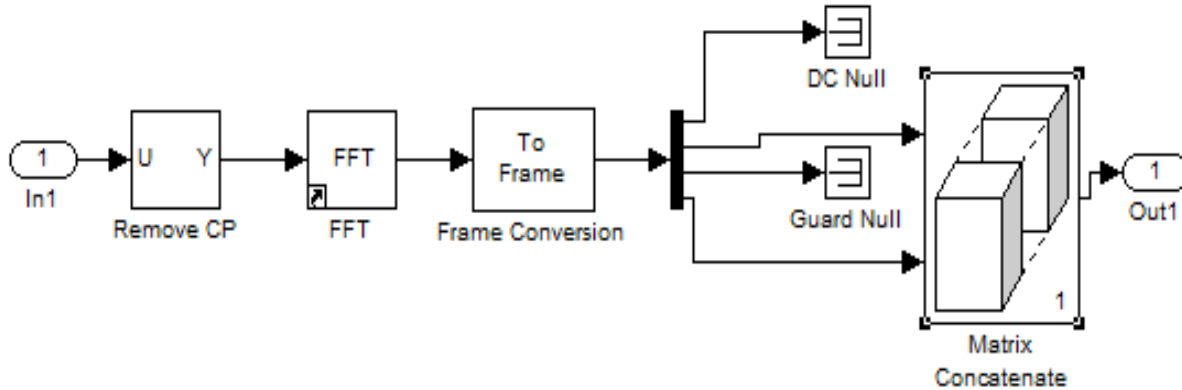 DC Null
1
In1
U Y
Remove CP
FFT
FFT
To
Frame
Frame Conversion
Guard Null
1
Matrix
Concatenate
1
Out1